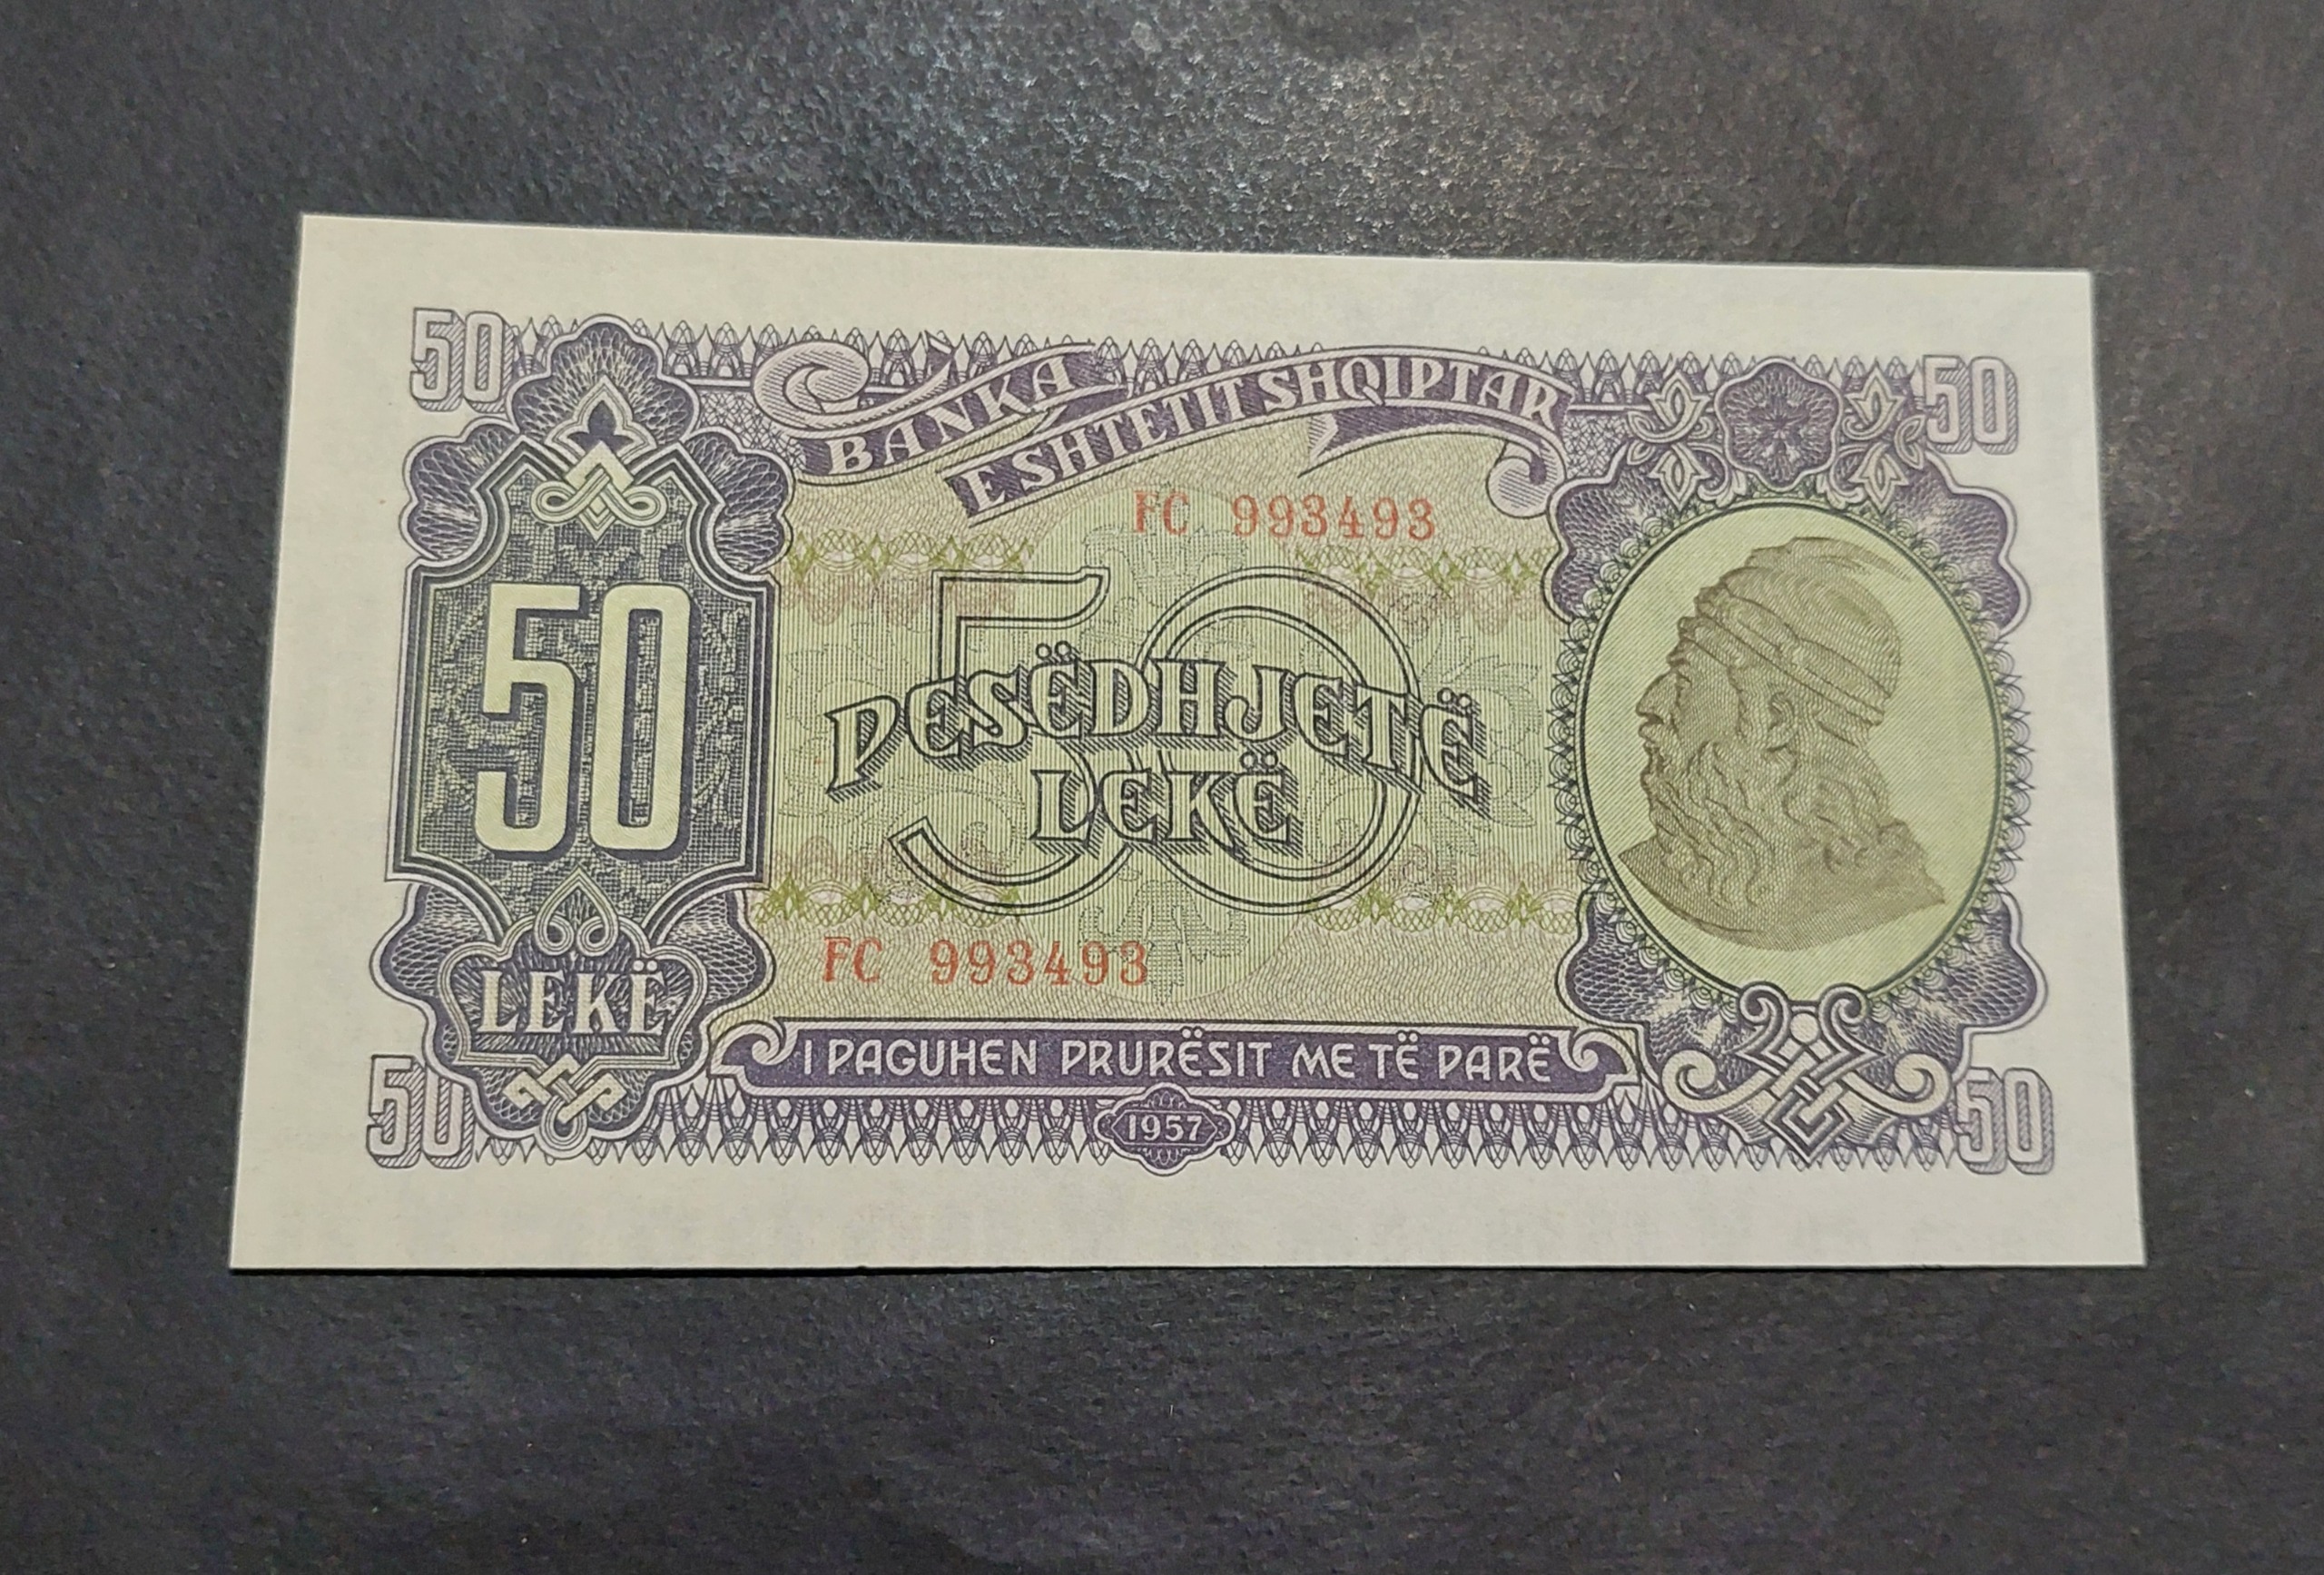 50
50
BANKA
E SHTETIT SHQIPTAR
FC 993493
50
50
PESËDHJETË
LEKË
FC 993493
LEKË
I PAGUHEN PRURËSIT ME TË PARË
50
1957
50